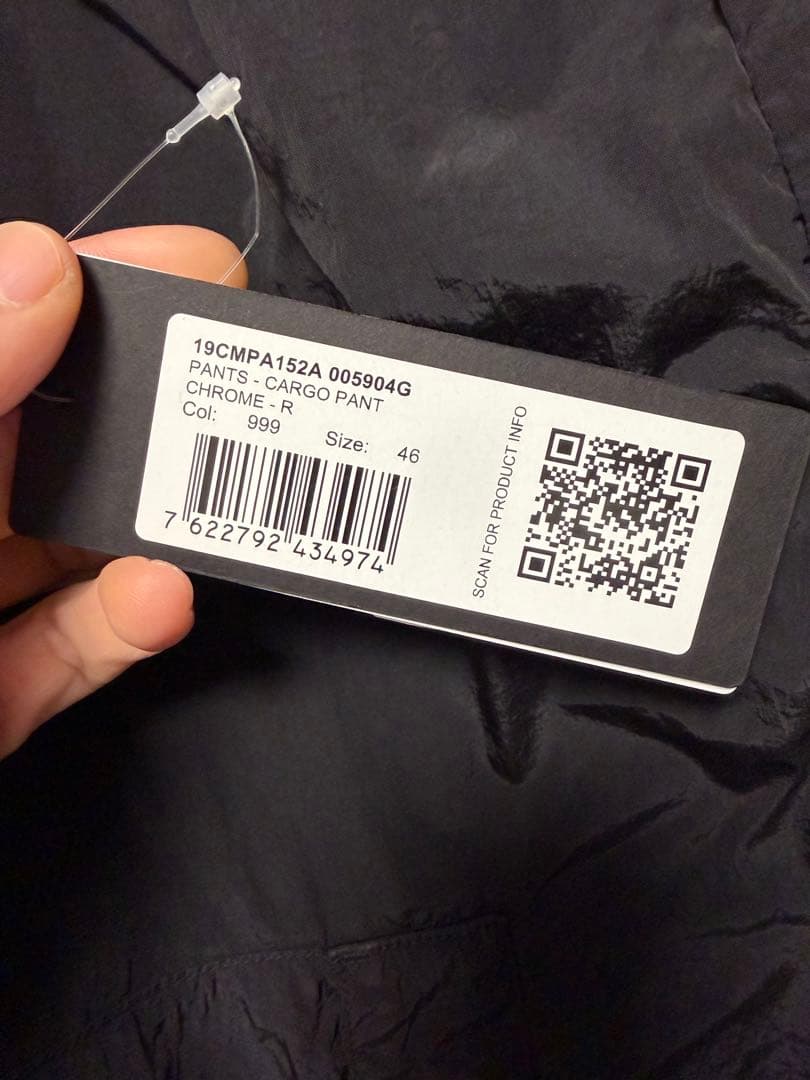 19CMPA152A 005904G
PANTS - CARGO PANT
CHROME - R
Col: 999 Size: 46
7 622792 434974
SCAN FOR PRODUCT INFO